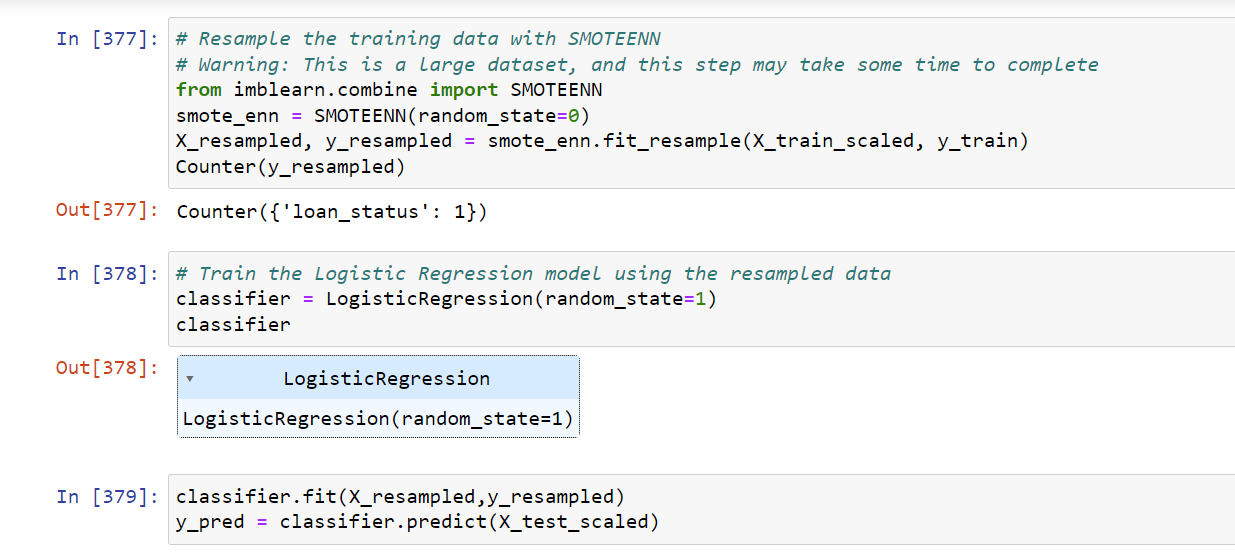 In [377]: # Resample the training data with SMOTEENN
# Warning: This is a large dataset, and this step may take some time to complete
from imblearn.combine import SMOTEENN
smote_enn = SMOTEENN(random_state=0)
X_resampled, y_resampled = smote_enn.fit_resample(X_train_scaled, y_train)
Counter(y_resampled)
Out[377]: Counter({'loan_status': 1})
In [378]: # Train the Logistic Regression model using the resampled data
classifier = LogisticRegression(random_state=1)
classifier
Out[378]: ▾ LogisticRegression
LogisticRegression(random_state=1)
In [379]: classifier.fit(X_resampled,y_resampled)
y_pred = classifier.predict(X_test_scaled)